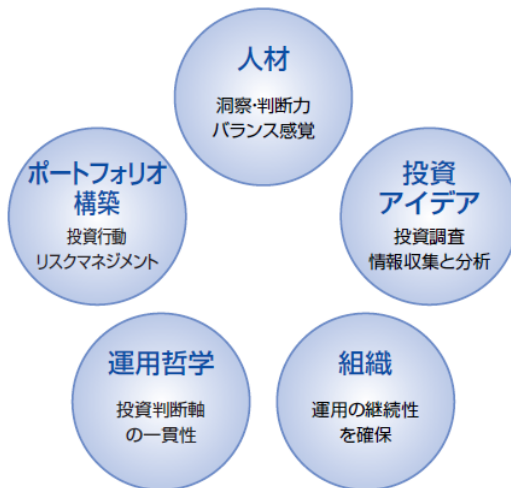 人材
洞察・判断力
バランス感覚
ポートフォリオ
構築
投資行動
リスクマネジメント
投資
アイデア
投資調査
情報収集と分析
運用哲学
投資判断軸
の一貫性
組織
運用の継続性
を確保